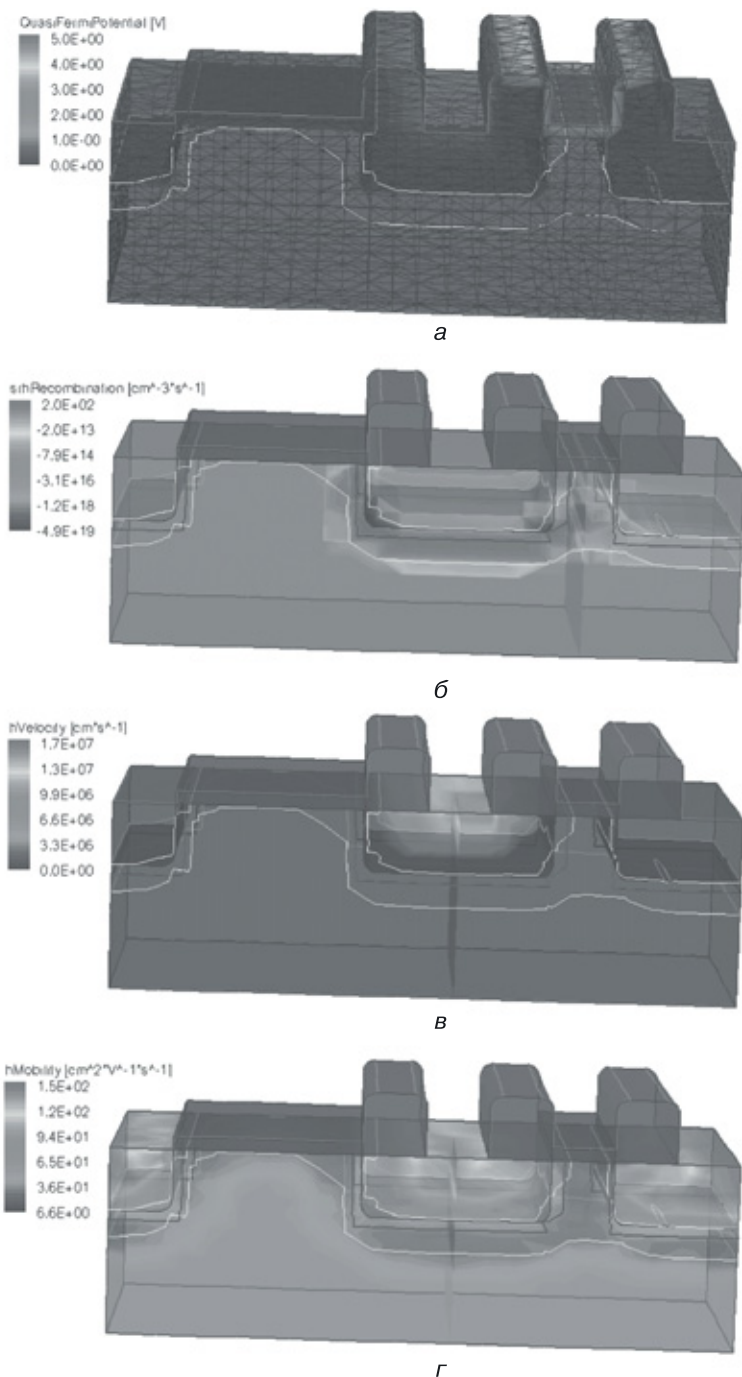 QuasiFermiPotential [V]
5.0E+00
4.0E+00
3.0E+00
2.0E+00
1.0E-00
0.0E+00
а
srhRecombination [cm^-3*s^-1]
2.0E+02
-2.0E+13
-7.9E+14
-3.1E+16
-1.2E+18
-4.9E+19
б
hVelocity [cm*s^-1]
1.7E+07
1.3E+07
9.9E+06
6.6E+06
3.3E+06
0.0E+00
в
hMobility [cm^2*V^-1*s^-1]
1.5E+02
1.2E+02
9.4E+01
6.5E+01
3.6E+01
6.6E+00
г